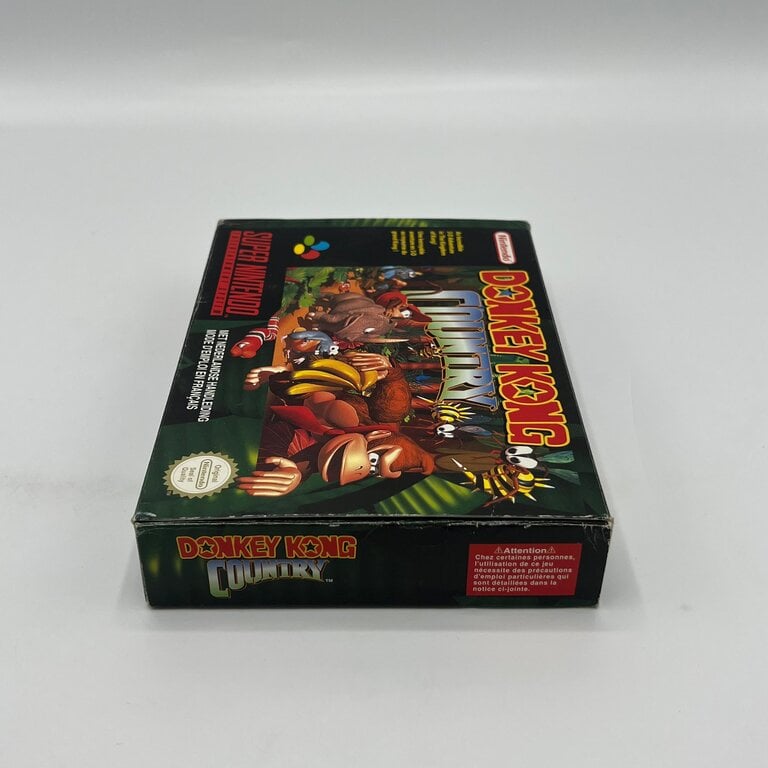 Nintendo
DONKEY KONG
COUNTRY
SUPER NINTENDO
MET NEDERLANDSE HANDLEIDING
MODE D'EMPLOI EN FRANÇAIS
Original
Nintendo
Seal of
Quality
DONKEY KONG
COUNTRY™
⚠Attention⚠
Chez certaines personnes,
l'utilisation de ce jeu
nécessite des précautions
d'emploi particulières qui
sont détaillées dans la
notice ci-jointe.